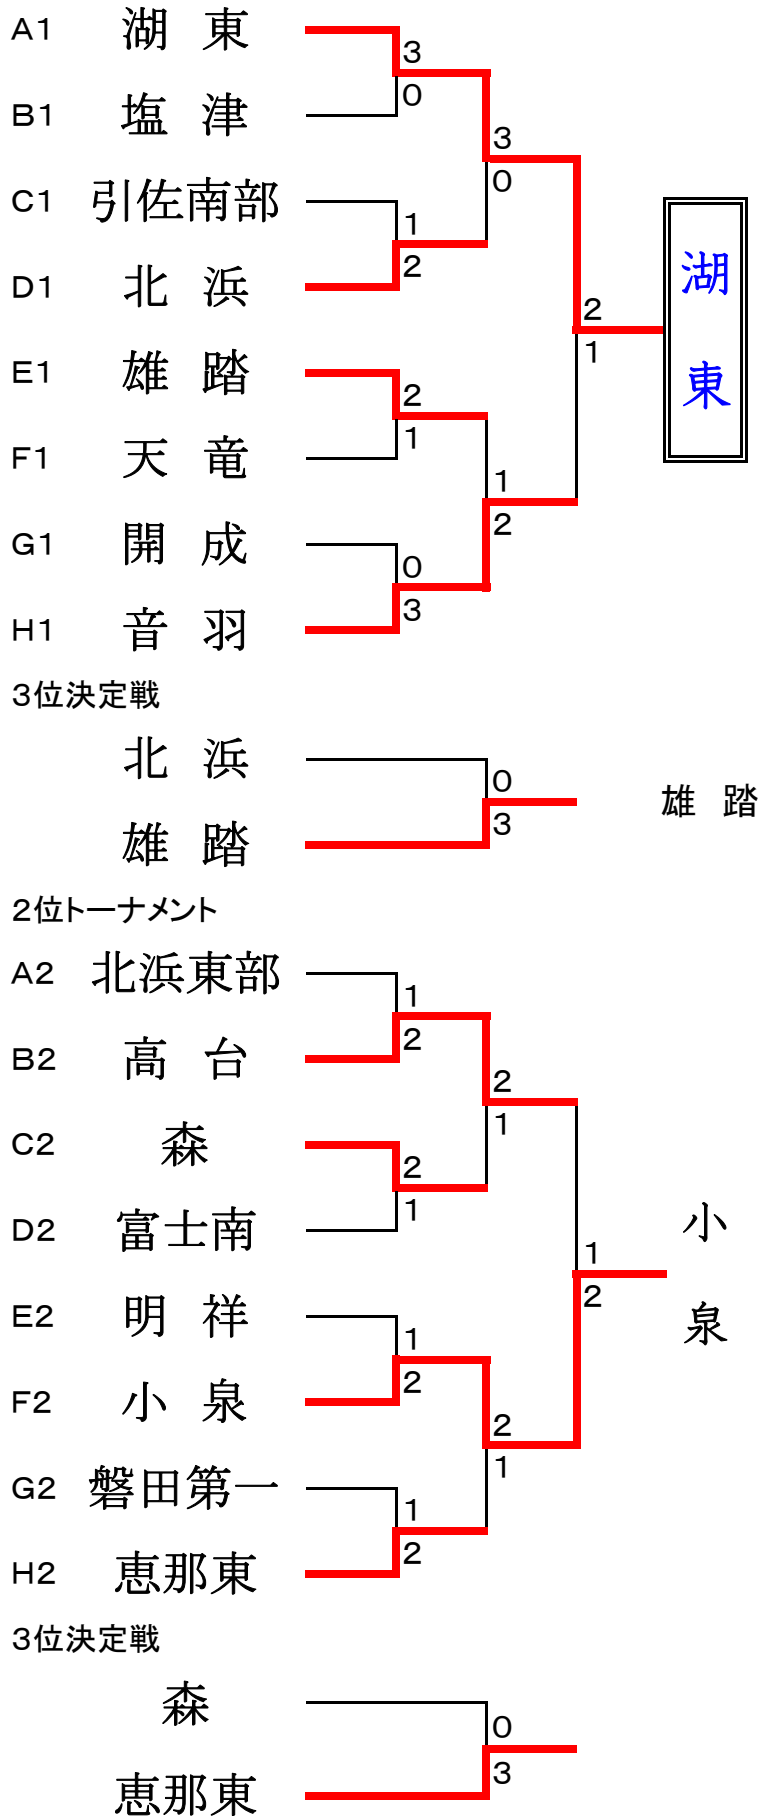 A1 湖 東
3
0
B1 塩 津
3
0
C1 引佐南部
1
2
D1 北 浜
湖
東
2
1
E1 雄 踏
2
1
F1 天 竜
1
2
G1 開 成
0
3
H1 音 羽
3位決定戦
北 浜
0
3
雄 踏
雄 踏
2位トーナメント
A2 北浜東部
1
2
B2 高 台
2
1
C2 森
2
1
D2 富士南
1
2
小
泉
E2 明 祥
1
2
F2 小 泉
2
1
G2 磐田第一
1
2
H2 恵那東
3位決定戦
森
0
3
恵那東